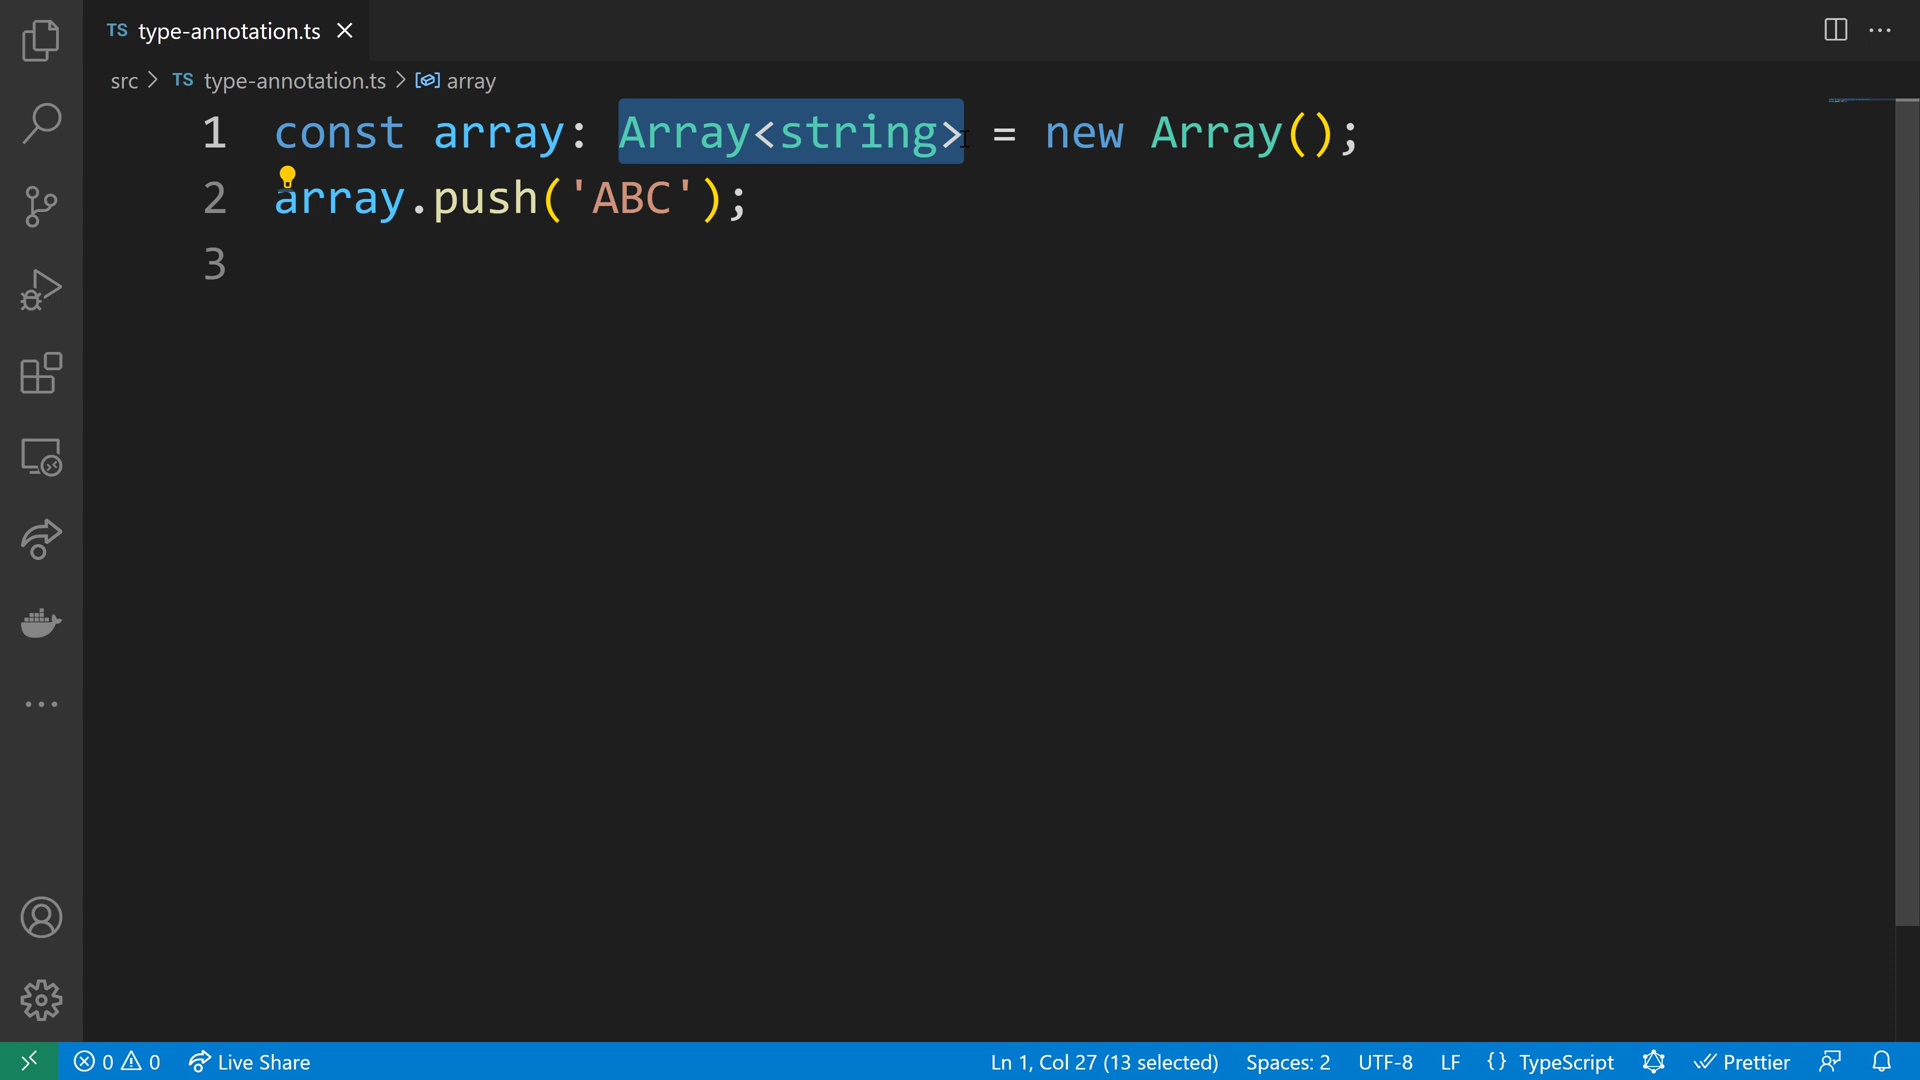 TS type-annotation.ts
src > TS type-annotation.ts > array
1 const array: Array<string> = new Array();
2 array.push('ABC');
3
0 0 Live Share Ln 1, Col 27 (13 selected) Spaces: 2 UTF-8 LF {} TypeScript Prettier